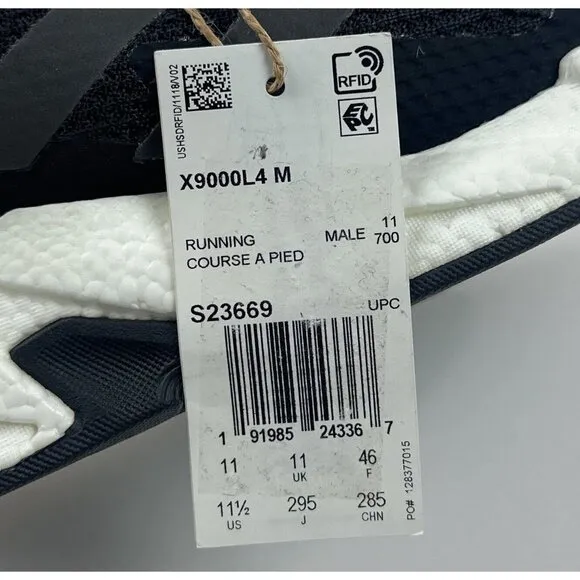 USHSDRFID/1118/V02
RFID
EPC™
X9000L4 M
RUNNING MALE 11
COURSE A PIED 700
S23669 UPC
1 91985 24336 7
11 11 46
UK F
11½ 295 285
US J CHN
PO# 128377015